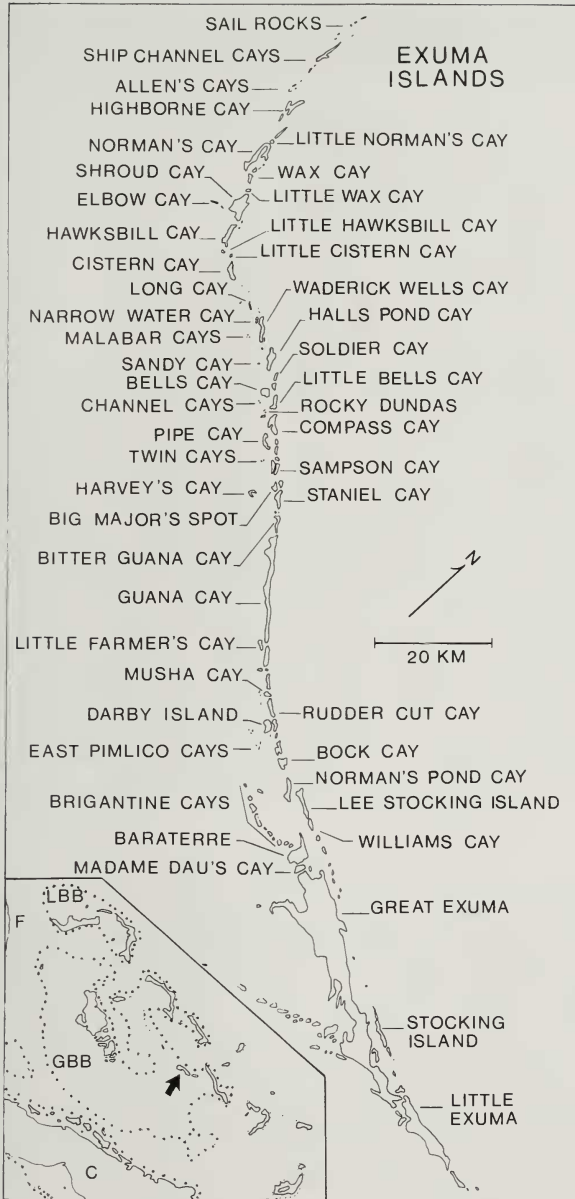 EXUMA
ISLANDS
SAIL ROCKS
SHIP CHANNEL CAYS
ALLEN'S CAYS
HIGHBORNE CAY
LITTLE NORMAN'S CAY
NORMAN'S CAY
SHROUD CAY
WAX CAY
ELBOW CAY
LITTLE WAX CAY
LITTLE HAWKSBILL CAY
HAWKSBILL CAY
LITTLE CISTERN CAY
CISTERN CAY
LONG CAY
WADERICK WELLS CAY
NARROW WATER CAY
HALLS POND CAY
MALABAR CAYS
SOLDIER CAY
SANDY CAY
LITTLE BELLS CAY
BELLS CAY
CHANNEL CAYS
ROCKY DUNDAS
COMPASS CAY
PIPE CAY
TWIN CAYS
SAMPSON CAY
HARVEY'S CAY
STANIEL CAY
BIG MAJOR'S SPOT
BITTER GUANA CAY
N
GUANA CAY
LITTLE FARMER'S CAY
20 KM
MUSHA CAY
DARBY ISLAND
RUDDER CUT CAY
EAST PIMLICO CAYS
BOCK CAY
NORMAN'S POND CAY
BRIGANTINE CAYS
LEE STOCKING ISLAND
BARATERRE
WILLIAMS CAY
MADAME DAU'S CAY
GREAT EXUMA
LBB
F
STOCKING
ISLAND
GBB
LITTLE
EXUMA
C